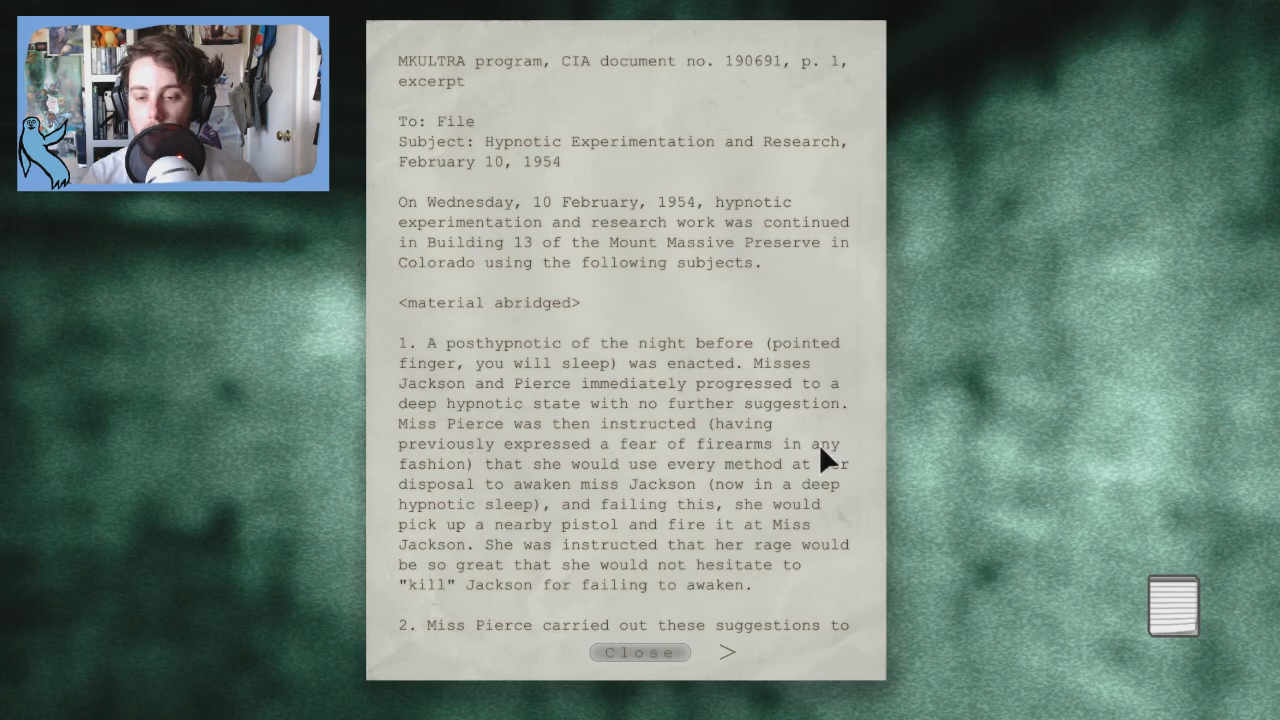 MKULTRA program, CIA document no. 190691, p. 1,
excerpt
To: File
Subject: Hypnotic Experimentation and Research,
February 10, 1954
On Wednesday, 10 February, 1954, hypnotic
experimentation and research work was continued
in Building 13 of the Mount Massive Preserve in
Colorado using the following subjects.
<material abridged>
1. A posthypnotic of the night before (pointed
finger, you will sleep) was enacted. Misses
Jackson and Pierce immediately progressed to a
deep hypnotic state with no further suggestion.
Miss Pierce was then instructed (having
previously expressed a fear of firearms in any
fashion) that she would use every method at her
disposal to awaken miss Jackson (now in a deep
hypnotic sleep), and failing this, she would
pick up a nearby pistol and fire it at Miss
Jackson. She was instructed that her rage would
be so great that she would not hesitate to
"kill" Jackson for failing to awaken.
2. Miss Pierce carried out these suggestions to
Close >